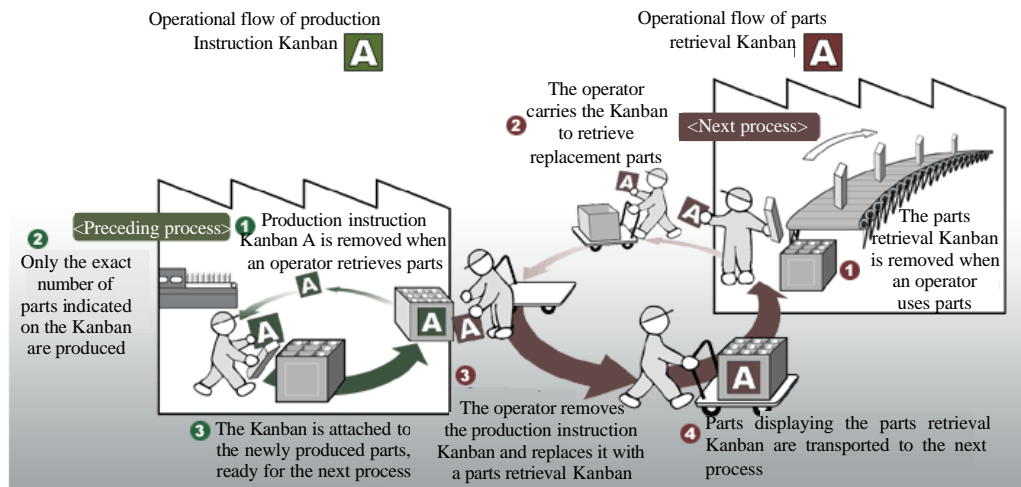 Operational flow of production
Instruction Kanban
A
Operational flow of parts
retrieval Kanban
A
The operator
carries the Kanban
2
to retrieve
replacement parts
<Next process>
A
A
The parts
retrieval Kanban
is removed when
an operator
uses parts
1
<Preceding process>
1
Production instruction
Kanban A is removed when
an operator retrieves parts
2
Only the exact
number of
parts indicated
on the Kanban
are produced
A
A
A
A
A
3
The Kanban is attached to
the newly produced parts,
ready for the next process
3
The operator removes
the production instruction
Kanban and replaces it with
a parts retrieval Kanban
4
Parts displaying the parts retrieval
Kanban are transported to the next
process